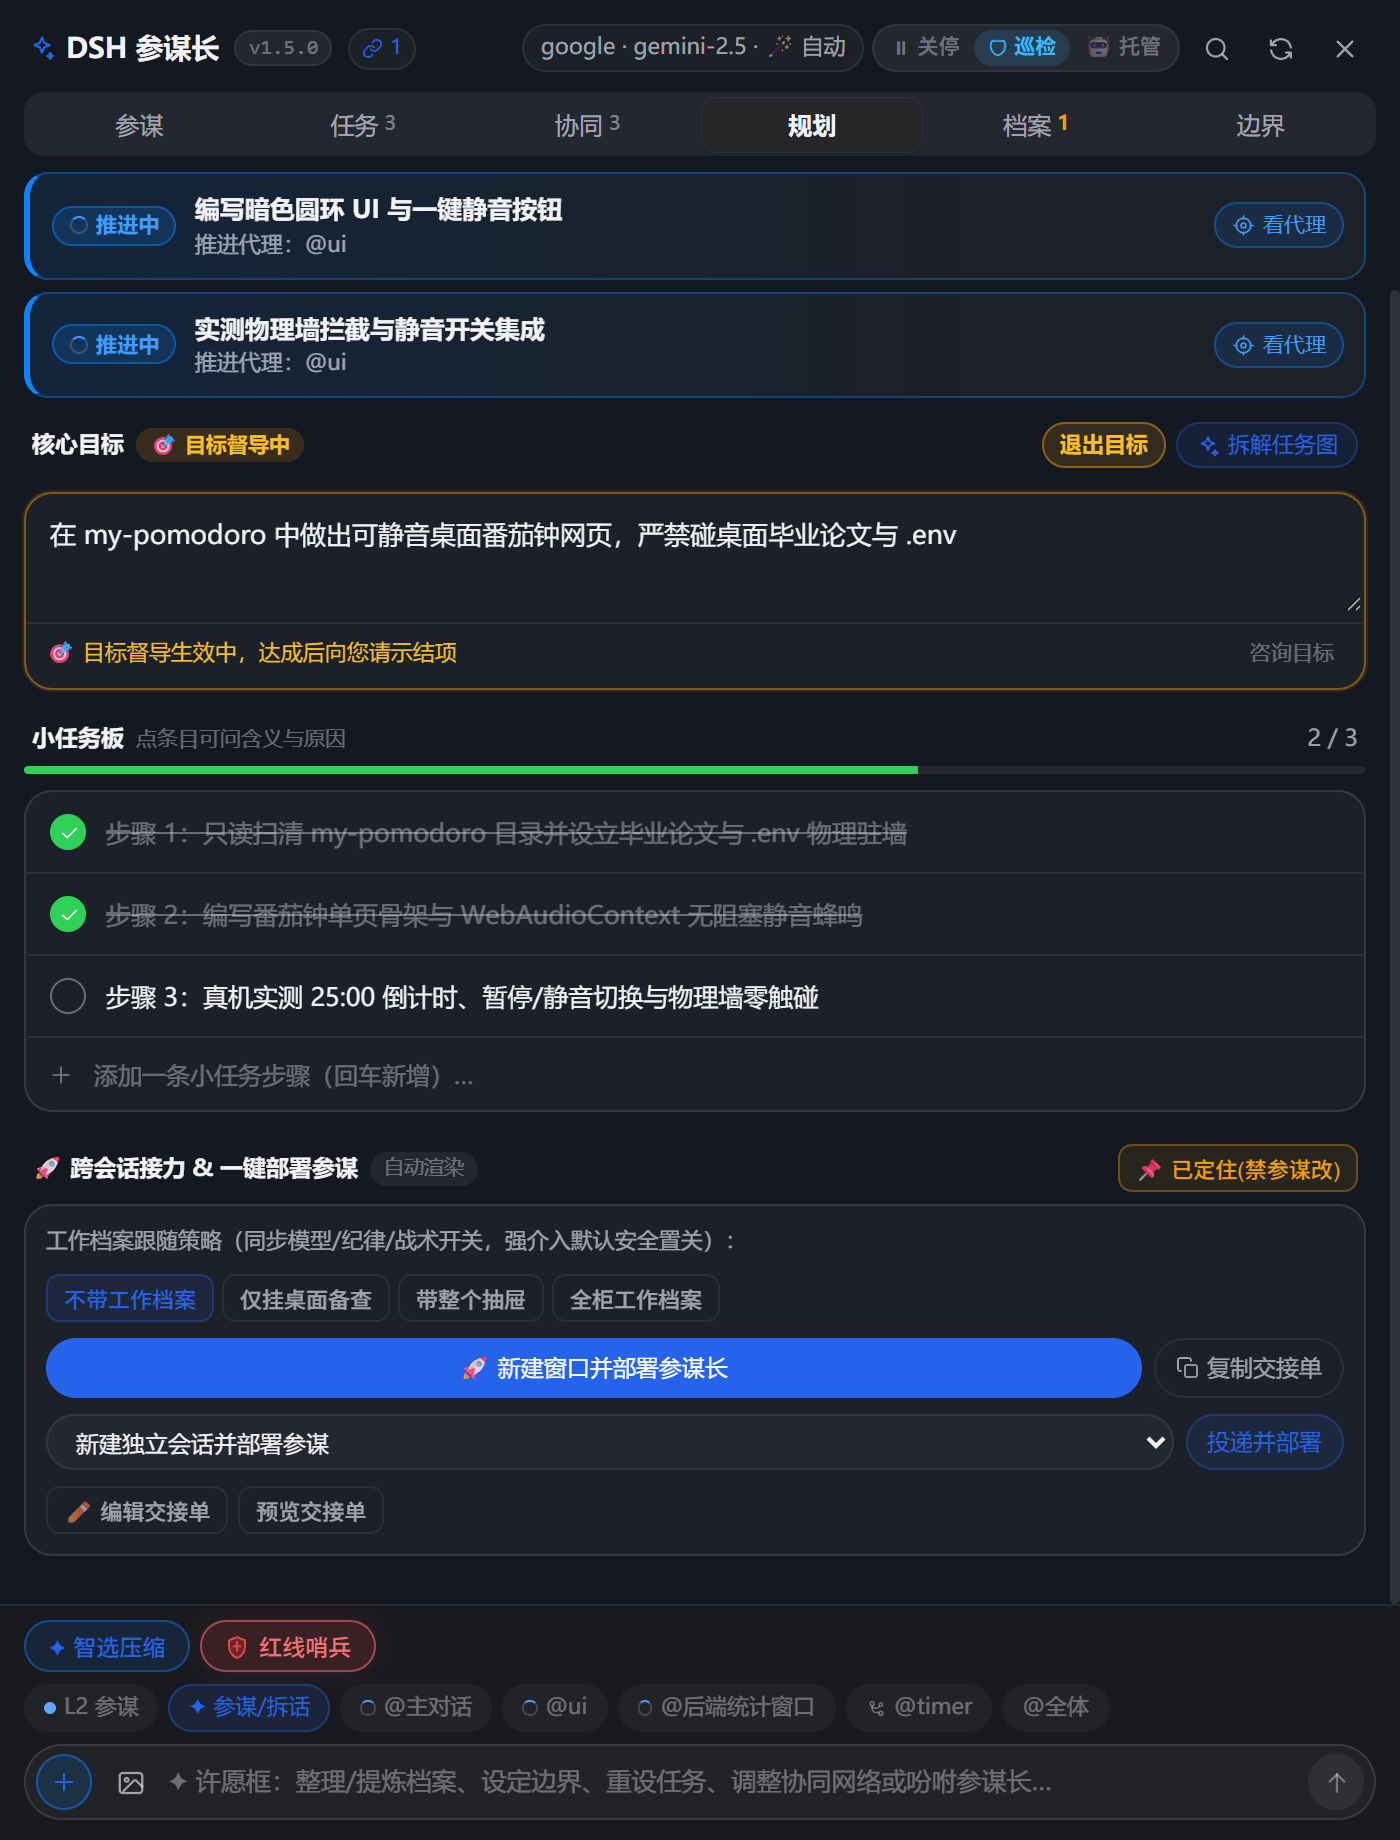 DSH 参谋长 v1.5.0 1 google · gemini-2.5 · 自动 关停 巡检 托管
参谋 任务 3 协同 3 规划 档案 1 边界
推进中 编写暗色圆环 UI 与一键静音按钮 看代理
推进代理：@ui
推进中 实测物理墙拦截与静音开关集成 看代理
推进代理：@ui
核心目标 目标督导中 退出目标 拆解任务图
在 my-pomodoro 中做出可静音桌面番茄钟网页，严禁碰桌面毕业论文与 .env
目标督导生效中，达成后向您请示结项 咨询目标
小任务板 点条目可问含义与原因 2 / 3
步骤 1：只读扫清 my-pomodoro 目录并设立毕业论文与 .env 物理驻墙
步骤 2：编写番茄钟单页骨架与 WebAudioContext 无阻塞静音蜂鸣
步骤 3：真机实测 25:00 倒计时、暂停/静音切换与物理墙零触碰
添加一条小任务步骤（回车新增）...
跨会话接力 & 一键部署参谋 自动渲染 已定住(禁参谋改)
工作档案跟随策略（同步模型/纪律/战术开关，强介入默认安全置关）：
不带工作档案 仅挂桌面备查 带整个抽屉 全柜工作档案
新建窗口并部署参谋长 复制交接单
新建独立会话并部署参谋 投递并部署
编辑交接单 预览交接单
智选压缩 红线哨兵
L2 参谋 参谋/拆话 @主对话 @ui @后端统计窗口 @timer @全体
许愿框：整理/提炼档案、设定边界、重设任务、调整协同网络或吩咐参谋长...